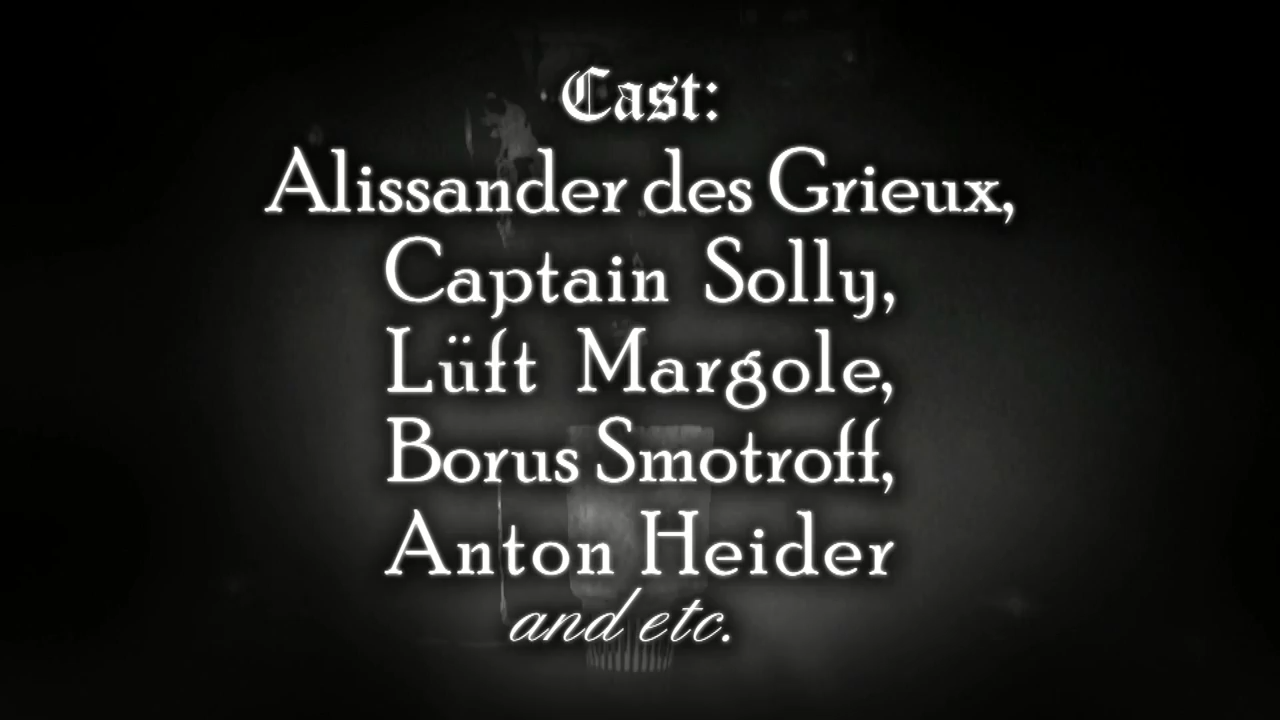 Cast:
Alissander des Grieux,
Captain Solly,
Lüft Margole,
Borus Smotroff,
Anton Heider
and etc.